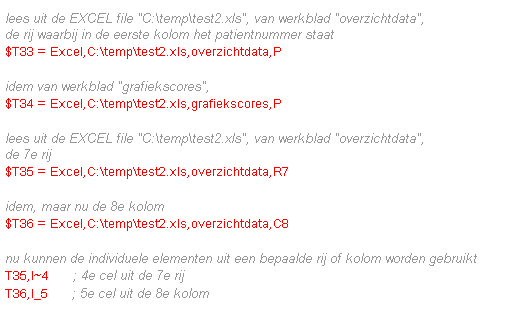 lees uit de EXCEL file "C:\temp\test2.xls", van werkblad "overzichtdata",
de rij waarbij in de eerste kolom het patientnummer staat
$T33 = Excel,C:\temp\test2.xls,overzichtdata,P
idem van werkblad "grafiekscores",
$T34 = Excel,C:\temp\test2.xls,grafiekscores,P
lees uit de EXCEL file "C:\temp\test2.xls", van werkblad "overzichtdata",
de 7e rij
$T35 = Excel,C:\temp\test2.xls,overzichtdata,R7
idem, maar nu de 8e kolom
$T36 = Excel,C:\temp\test2.xls,overzichtdata,C8
nu kunnen de individuele elementen uit een bepaalde rij of kolom worden gebruikt
T35,I~4 ; 4e cel uit de 7e rij
T36,I_5 ; 5e cel uit de 8e kolom